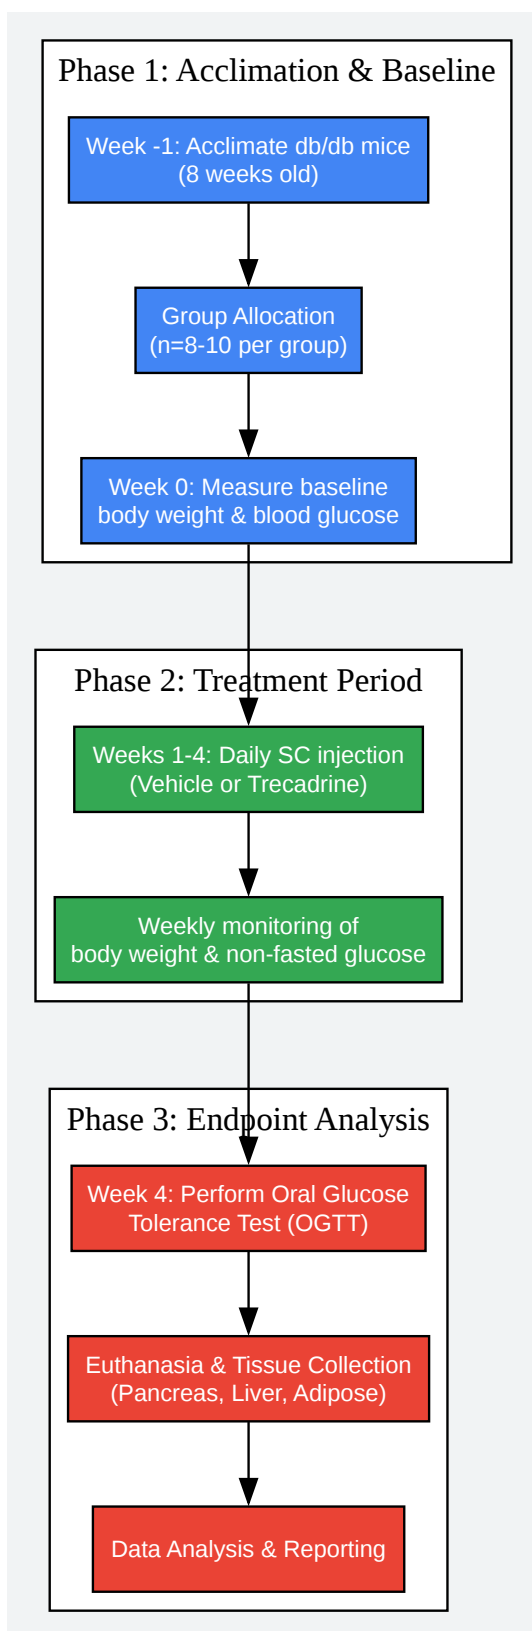 Phase 1: Acclimation & Baseline
Week -1: Acclimate db/db mice
(8 weeks old)
Group Allocation
(n=8-10 per group)
Week 0: Measure baseline
body weight & blood glucose
Phase 2: Treatment Period
Weeks 1-4: Daily SC injection
(Vehicle or Trecadrine)
Weekly monitoring of
body weight & non-fasted glucose
Phase 3: Endpoint Analysis
Week 4: Perform Oral Glucose
Tolerance Test (OGTT)
Euthanasia & Tissue Collection
(Pancreas, Liver, Adipose)
Data Analysis & Reporting